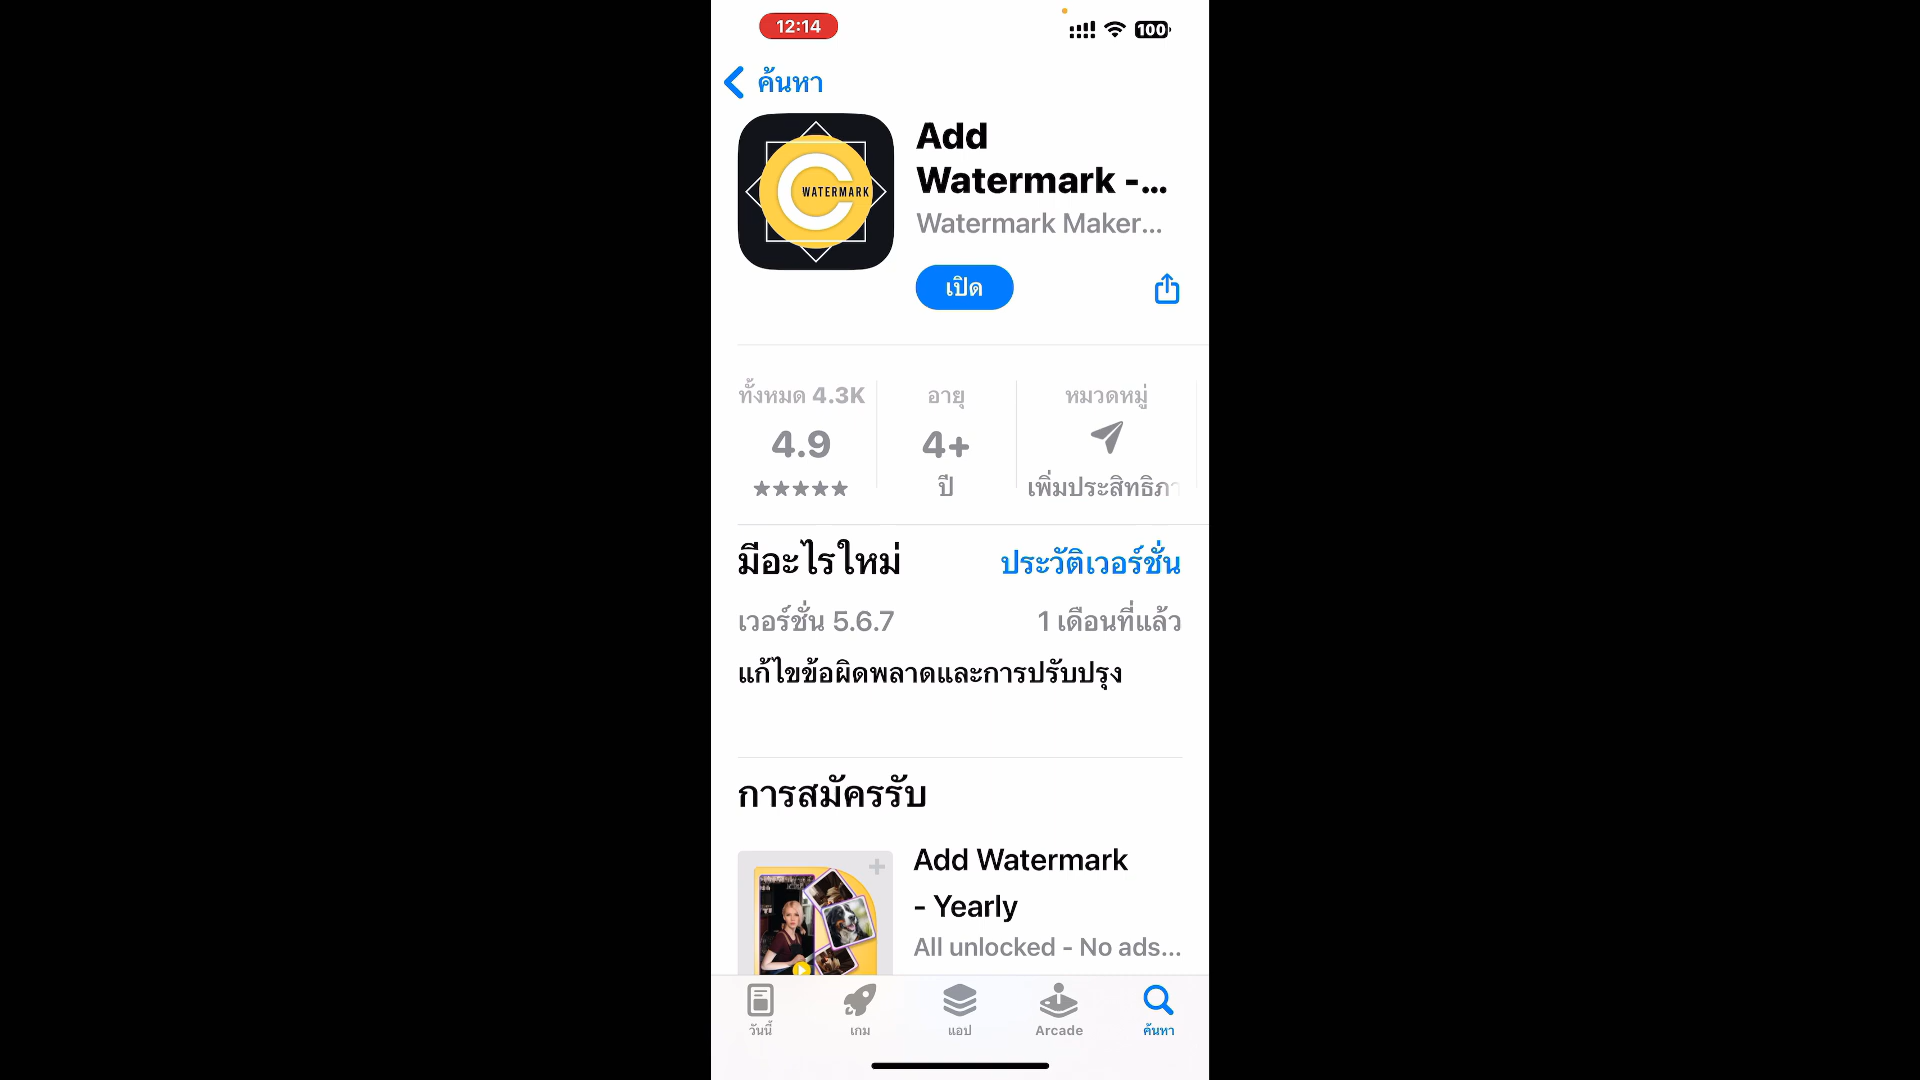 12:14
100
ค้นหา
WATERMARK
Add
Watermark -...
Watermark Maker...
เปิด
ทั้งหมด 4.3K
อายุ
หมวดหมู่
4.9
4+
ปี
เพิ่มประสิทธิภา
มีอะไรใหม่
ประวัติเวอร์ชั่น
เวอร์ชั่น 5.6.7
1 เดือนที่แล้ว
แก้ไขข้อผิดพลาดและการปรับปรุง
การสมัครรับ
Add Watermark
- Yearly
All unlocked - No ads...
วันนี้
เกม
แอป
Arcade
ค้นหา